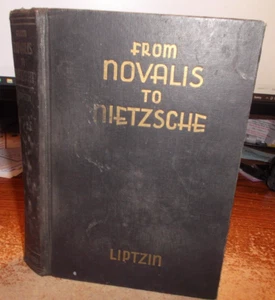 FROM
NOVALIS
TO
NIETZSCHE
LIPTZIN